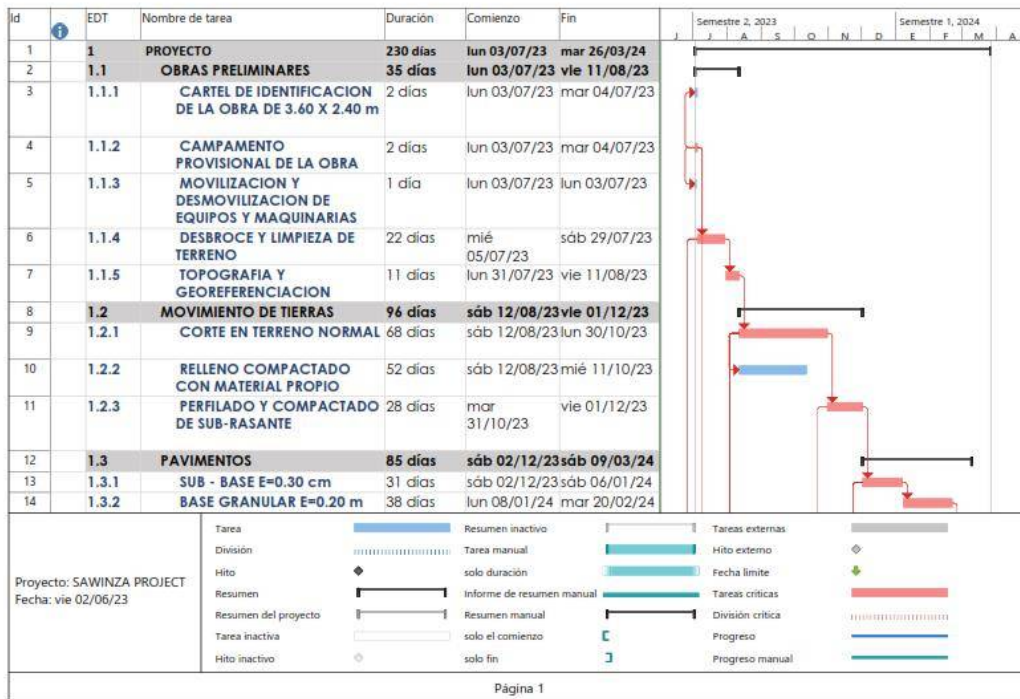 Id EDT Nombre de tarea Duración Comienzo Fin Semestre 2, 2023 Semestre 1, 2024
J J A S O N D E F M A
1 1 PROYECTO 230 días lun 03/07/23 mar 26/03/24
2 1.1 OBRAS PRELIMINARES 35 días lun 03/07/23 vie 11/08/23
3 1.1.1 CARTEL DE IDENTIFICACION 2 días lun 03/07/23 mar 04/07/23
DE LA OBRA DE 3.60 X 2.40 m
4 1.1.2 CAMPAMENTO 2 días lun 03/07/23 mar 04/07/23
PROVISIONAL DE LA OBRA
5 1.1.3 MOVILIZACION Y 1 día lun 03/07/23 lun 03/07/23
DESMOVILIZACION DE
EQUIPOS Y MAQUINARIAS
6 1.1.4 DESBROCE Y LIMPIEZA DE 22 días mié sáb 29/07/23
TERRENO 05/07/23
7 1.1.5 TOPOGRAFIA Y 11 días lun 31/07/23 vie 11/08/23
GEOREFERENCIACION
8 1.2 MOVIMIENTO DE TIERRAS 96 días sáb 12/08/23 vie 01/12/23
9 1.2.1 CORTE EN TERRENO NORMAL 68 días sáb 12/08/23 lun 30/10/23
10 1.2.2 RELLENO COMPACTADO 52 días sáb 12/08/23 mié 11/10/23
CON MATERIAL PROPIO
11 1.2.3 PERFILADO Y COMPACTADO 28 días mar vie 01/12/23
DE SUB-RASANTE 31/10/23
12 1.3 PAVIMENTOS 85 días sáb 02/12/23 sáb 09/03/24
13 1.3.1 SUB - BASE E=0.30 cm 31 días sáb 02/12/23 sáb 06/01/24
14 1.3.2 BASE GRANULAR E=0.20 m 38 días lun 08/01/24 mar 20/02/24
Proyecto: SAWINZA PROJECT
Fecha: vie 02/06/23
Tarea Resumen inactivo Tareas externas
División Tarea manual Hito externo
Hito solo duración Fecha límite
Resumen Informe de resumen manual Tareas críticas
Resumen del proyecto Resumen manual División crítica
Tarea inactiva solo el comienzo Progreso
Hito inactivo solo fin Progreso manual
Página 1